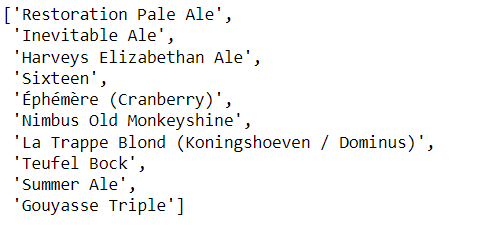 ['Restoration Pale Ale',
'Inevitable Ale',
'Harveys Elizabethan Ale',
'Sixteen',
'Éphémère (Cranberry)',
'Nimbus Old Monkeyshine',
'La Trappe Blond (Koningshoeven / Dominus)',
'Teufel Bock',
'Summer Ale',
'Gouyasse Triple']